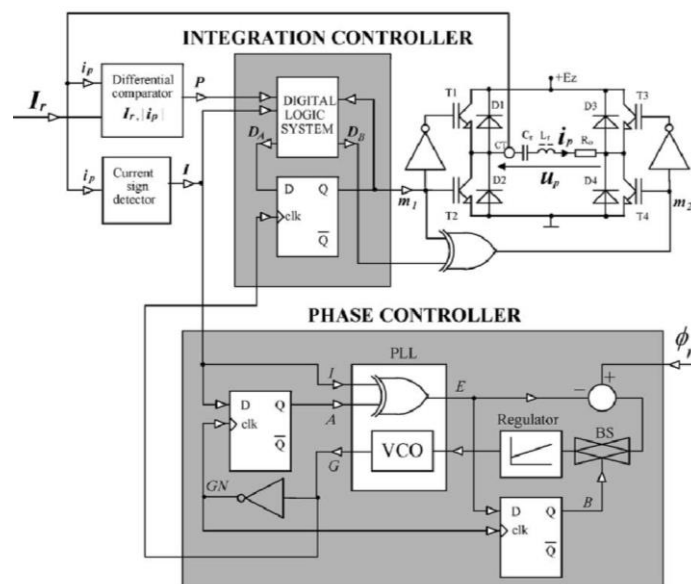 INTEGRATION CONTROLLER
i_p
Differential
comparator
I_r, |i_p|
P
I_r
DIGITAL
LOGIC
SYSTEM
D_A
D_B
i_p
Current
sign
detector
I
D Q
clk
Q̅
m_1
+Ez
T1
D1
D3
T3
CT
C_r
L_r
i_p
R_o
u_p
D2
D4
T2
T4
m_2
PHASE CONTROLLER
ϕ_r
PLL
I
E
+
−
D Q
clk
Q̅
A
G
VCO
Regulator
BS
GN
B
D Q
clk
Q̅